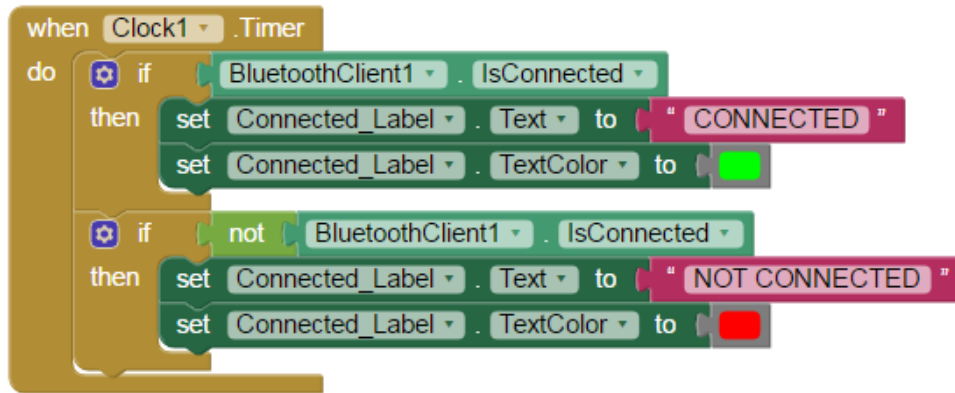 when Clock1 .Timer
do if BluetoothClient1 . IsConnected
then set Connected_Label . Text to " CONNECTED "
set Connected_Label . TextColor to
if not BluetoothClient1 . IsConnected
then set Connected_Label . Text to " NOT CONNECTED "
set Connected_Label . TextColor to